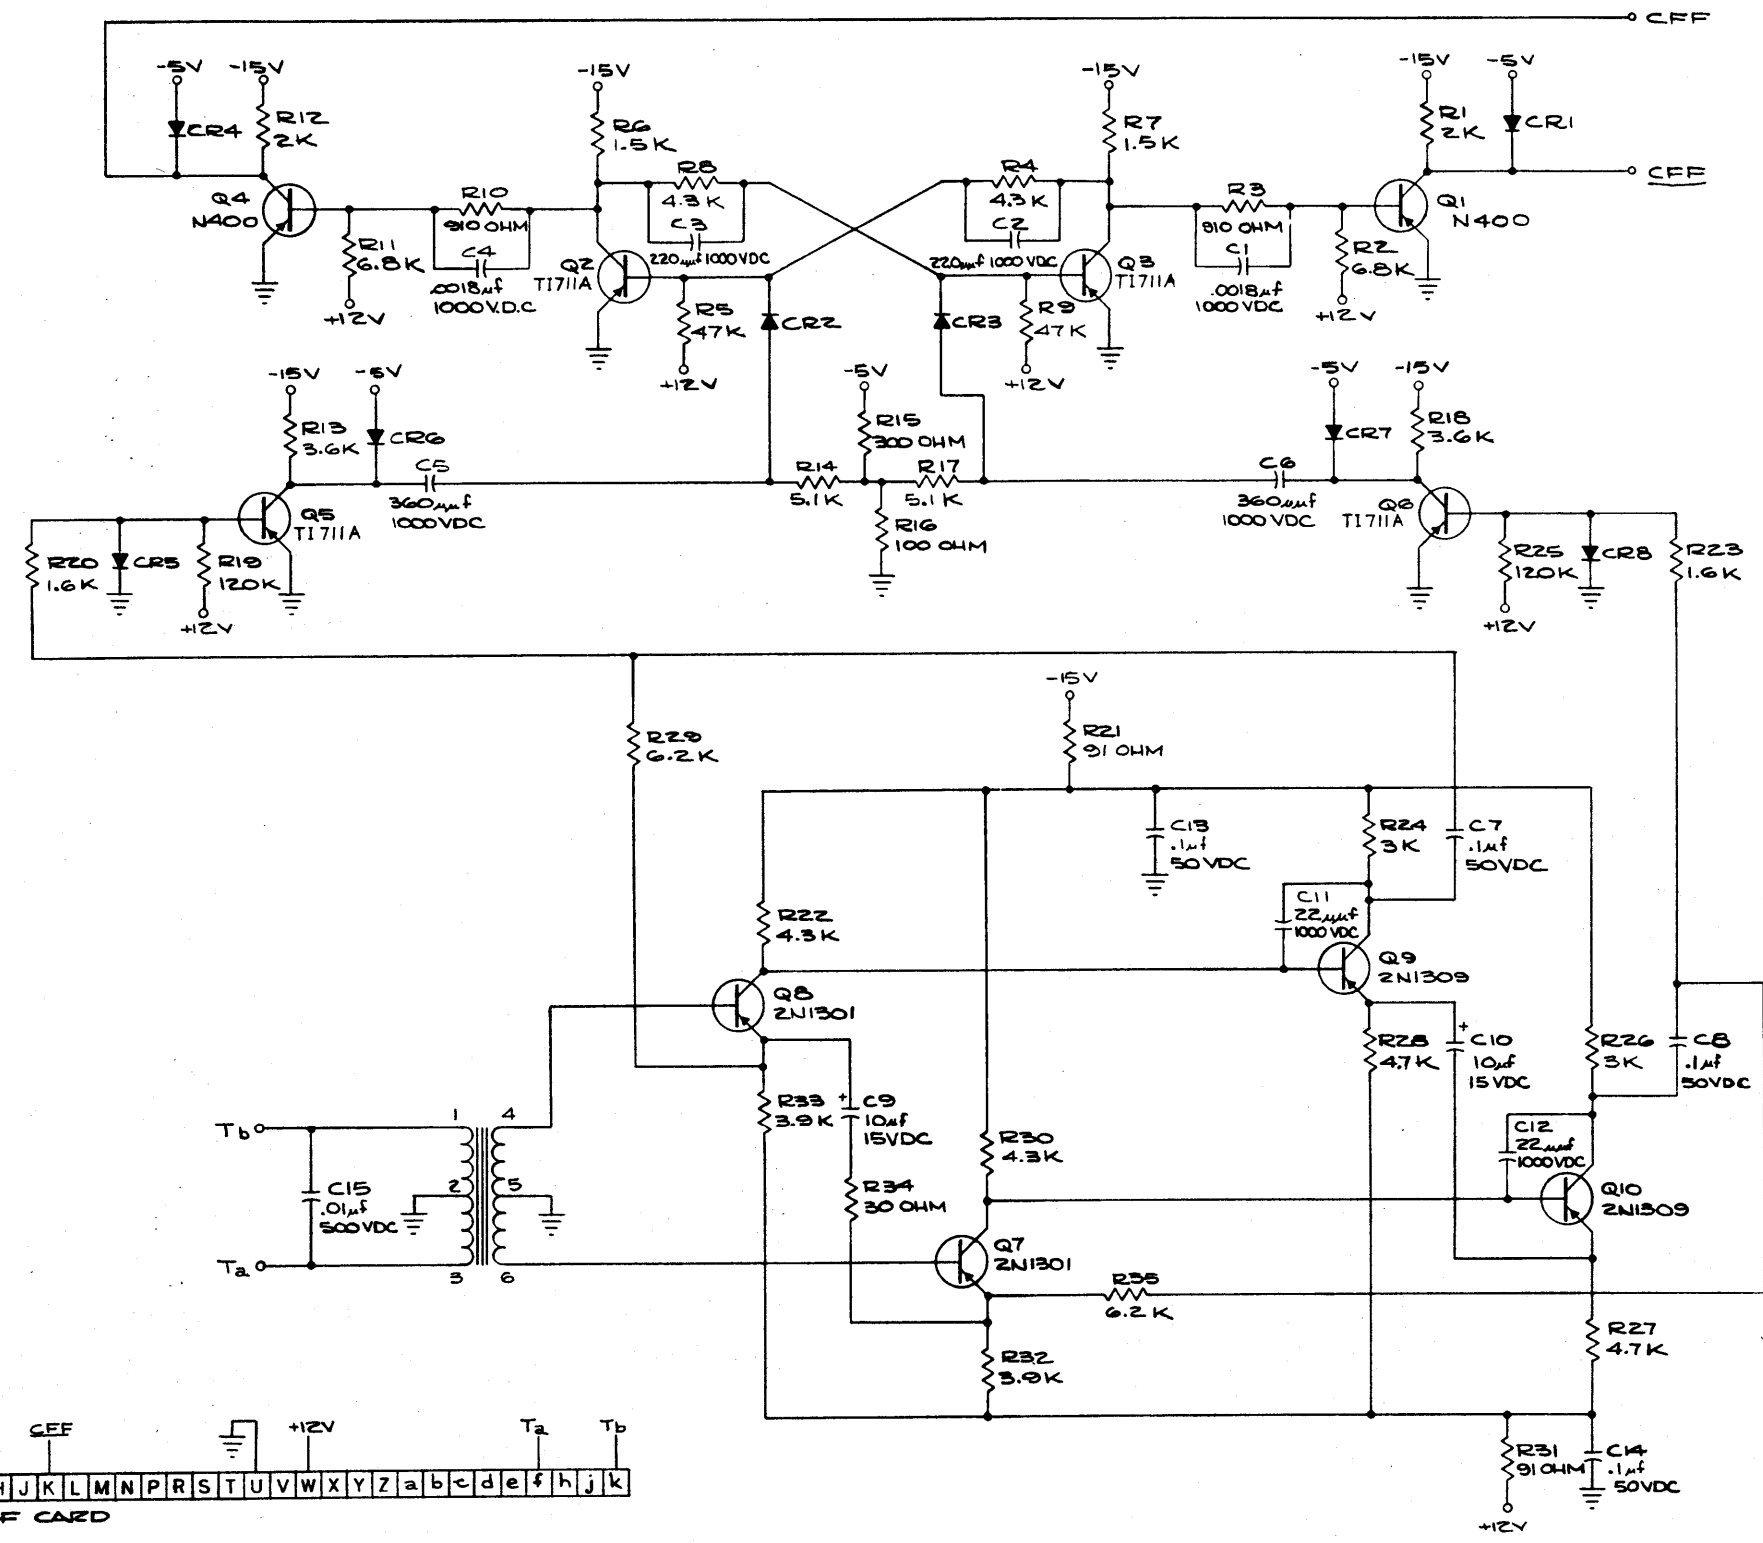 CFF
-5V -15V
CR4
R12
2K
-15V
R6
1.5K
-15V
R7
1.5K
-15V -5V
R1
2K
CR1
CFF
Q4
N400
R10
910 OHM
C4
.0018µf
1000V.D.C
R11
6.8K
+12V
R8
4.3K
C3
220µµf 1000VDC
R4
4.3K
C2
220µµf 1000VDC
Q2
TI711A
R5
47K
+12V
CR2
CR3
R9
47K
+12V
Q3
TI711A
R3
910 OHM
C1
.0018µf
1000VDC
R2
6.8K
+12V
Q1
N400
-15V -5V
R13
3.6K
CR6
C5
360µµf
1000VDC
-5V
R15
300 OHM
R14
5.1K
R17
5.1K
R16
100 OHM
-5V -15V
CR7
R18
3.6K
C6
360µµf
1000VDC
Q5
TI711A
R20
1.6K
CR5
R19
120K
+12V
Q6
TI711A
R25
120K
+12V
CR8
R23
1.6K
R29
6.2K
-15V
R21
91 OHM
C13
.1µf
50VDC
R24
3K
C7
.1µf
50VDC
R22
4.3K
C11
22µµf
1000VDC
Q8
2N1301
Q9
2N1309
R28
4.7K
+
C10
10µf
15VDC
R26
3K
C8
.1µf
50VDC
R33
3.9K
+
C9
10µf
15VDC
R30
4.3K
R34
30 OHM
C12
22µµf
1000VDC
Q10
2N1309
Tb
Ta
C15
.01µf
500VDC
1 4
2 5
3 6
Q7
2N1301
R35
6.2K
R32
3.9K
R27
4.7K
R31
91 OHM
+12V
C14
.1µf
50VDC
CFF +12V Ta Tb
J K L M N P R S T U V W X Y Z a b c d e f h j k
F CARD